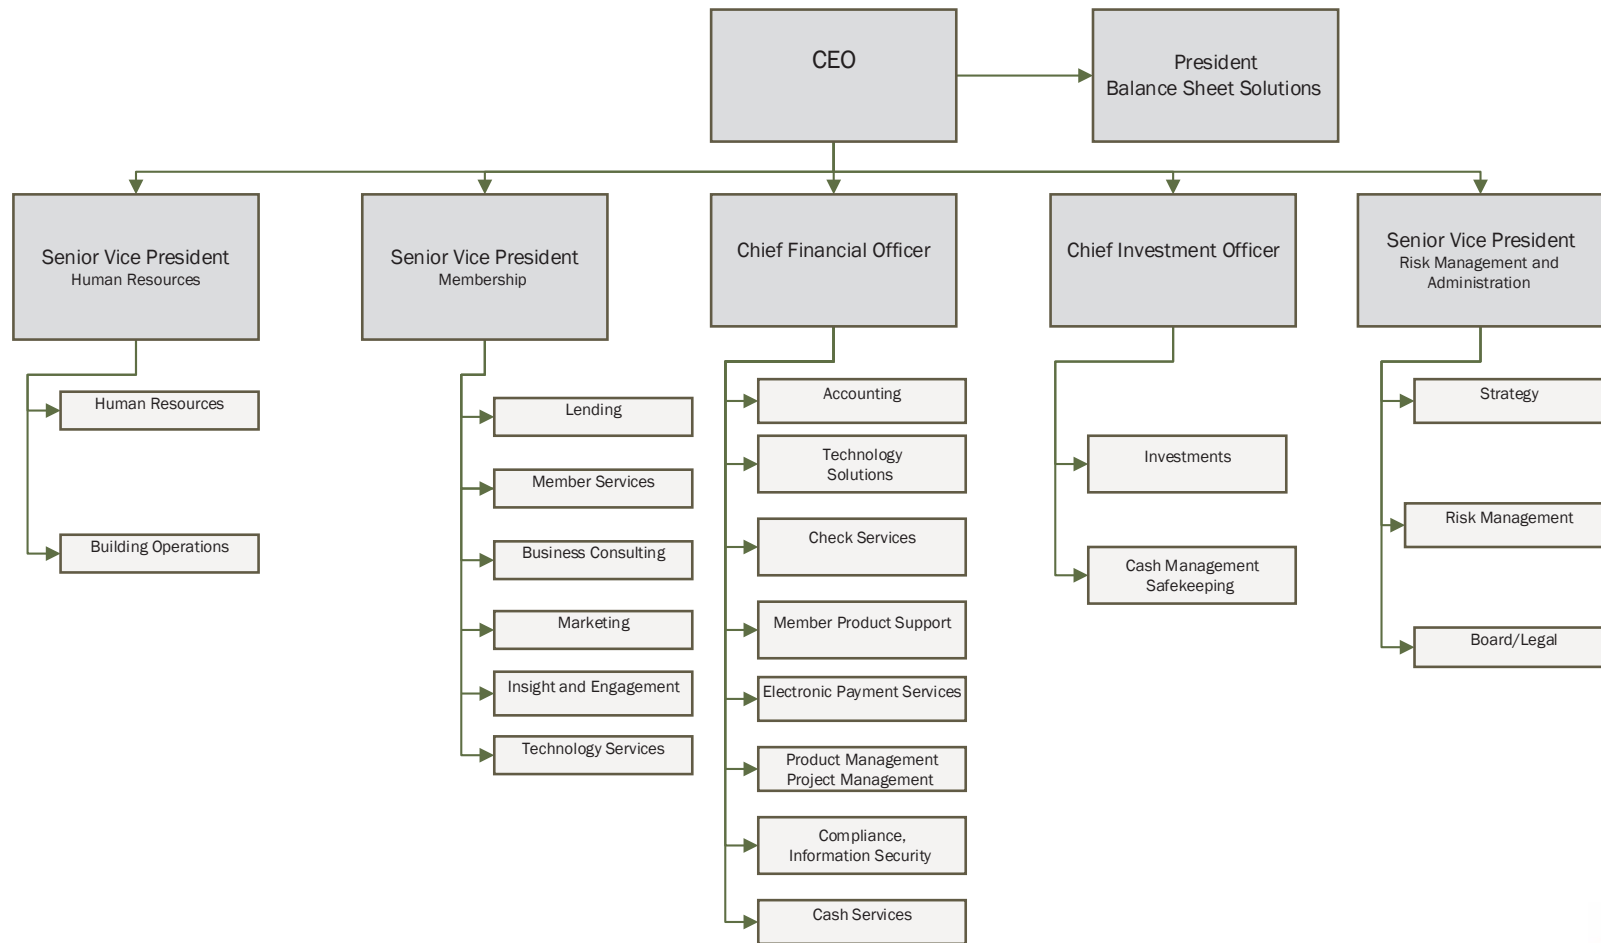 CEO
President
Balance Sheet Solutions
Senior Vice President
Human Resources
Senior Vice President
Membership
Chief Financial Officer
Chief Investment Officer
Senior Vice President
Risk Management and
Administration
Human Resources
Building Operations
Lending
Member Services
Business Consulting
Marketing
Insight and Engagement
Technology Services
Accounting
Technology
Solutions
Check Services
Member Product Support
Electronic Payment Services
Product Management
Project Management
Compliance,
Information Security
Cash Services
Investments
Cash Management
Safekeeping
Strategy
Risk Management
Board/Legal